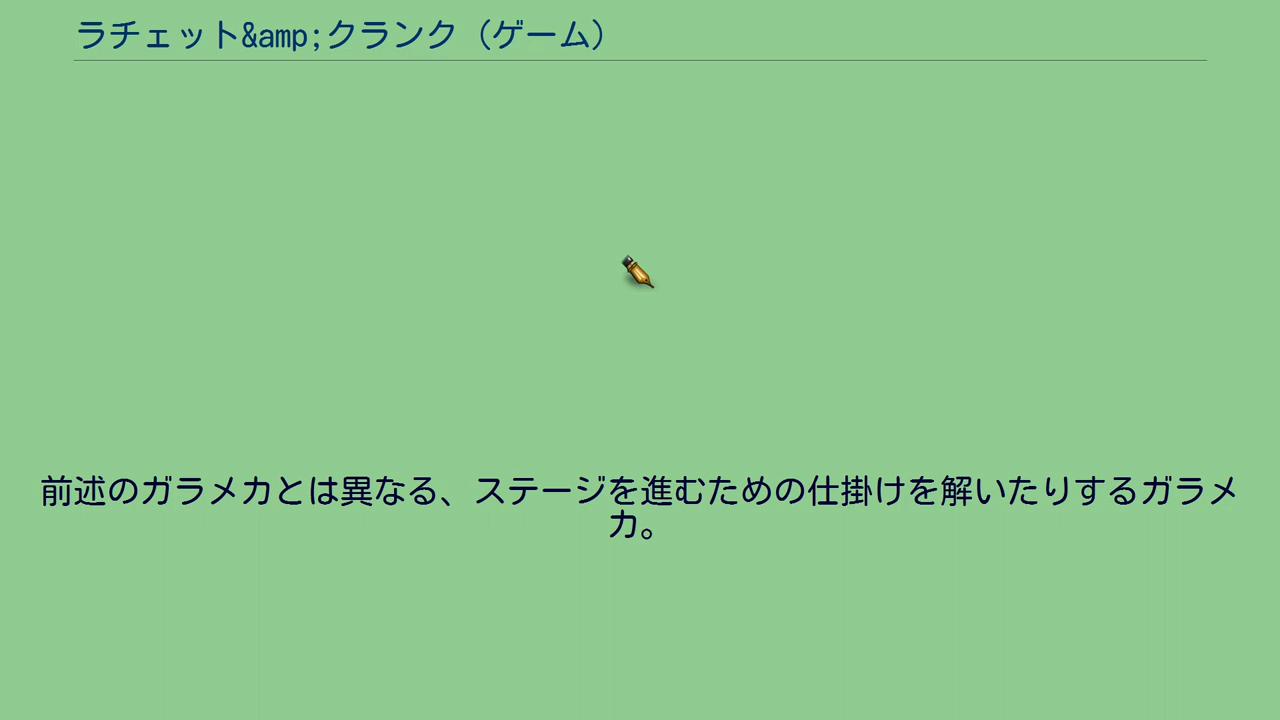 ラチェット&amp;クランク（ゲーム）
前述のガラメカとは異なる、ステージを進むための仕掛けを解いたりするガラメ
カ。